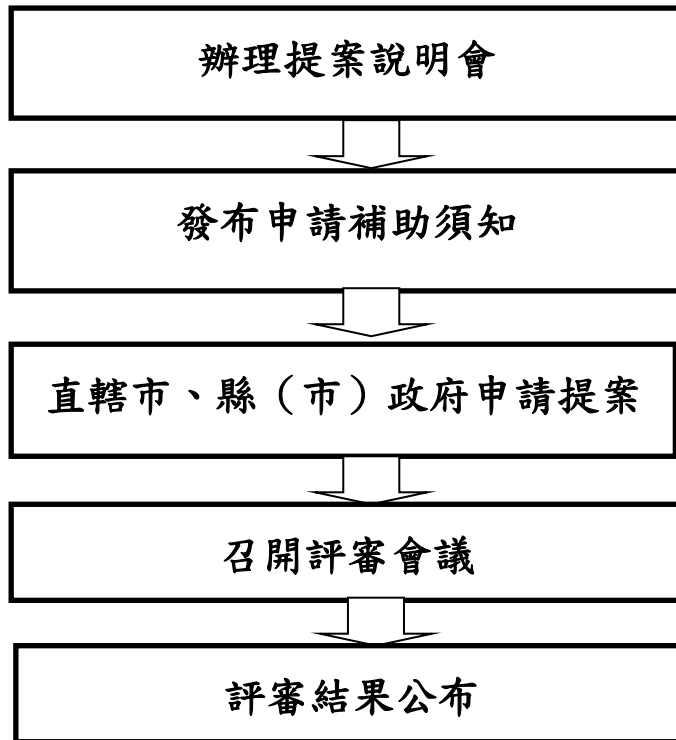 辦理提案說明會
發布申請補助須知
直轄市、縣（市）政府申請提案
召開評審會議
評審結果公布